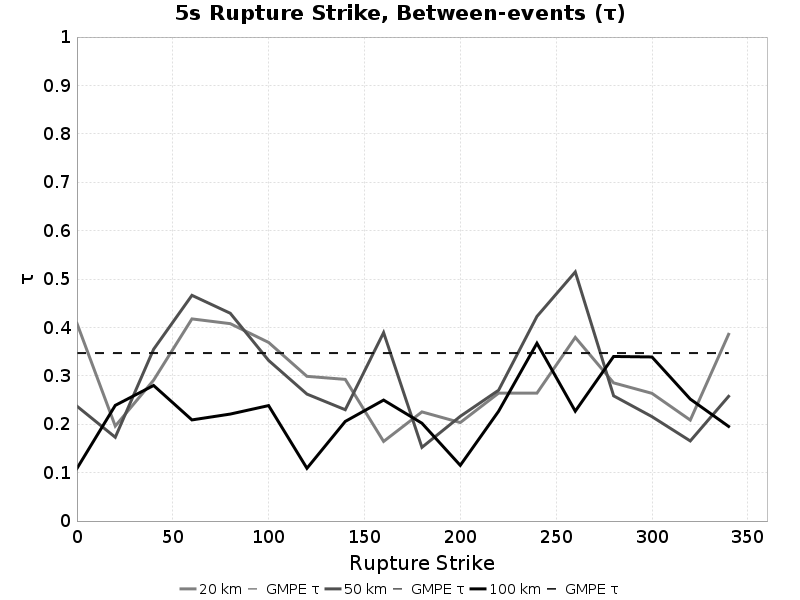 5s Rupture Strike, Between-events (τ)
1
0.9
0.8
0.7
0.6
0.5
0.4
0.3
0.2
0.1
0
τ
0 50 100 150 200 250 300 350
Rupture Strike
20 km GMPE τ 50 km GMPE τ 100 km GMPE τ